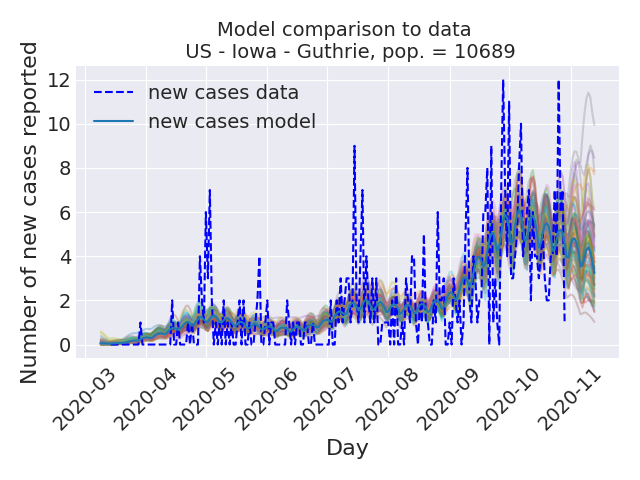 Model comparison to data
US - Iowa - Guthrie, pop. = 10689
Number of new cases reported
12
10
8
6
4
2
0
new cases data
new cases model
2020-03
2020-04
2020-05
2020-06
2020-07
2020-08
2020-09
2020-10
2020-11
Day